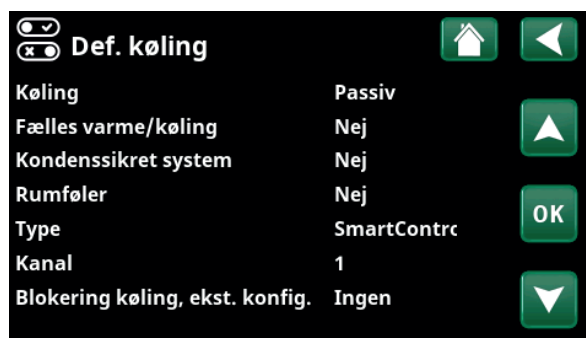 Def. køling
Køling Passiv
Fælles varme/køling Nej
Kondenssikret system Nej
Rumføler Nej
Type SmartContrc
Kanal 1
Blokering køling, ekst. konfig. Ingen
OK